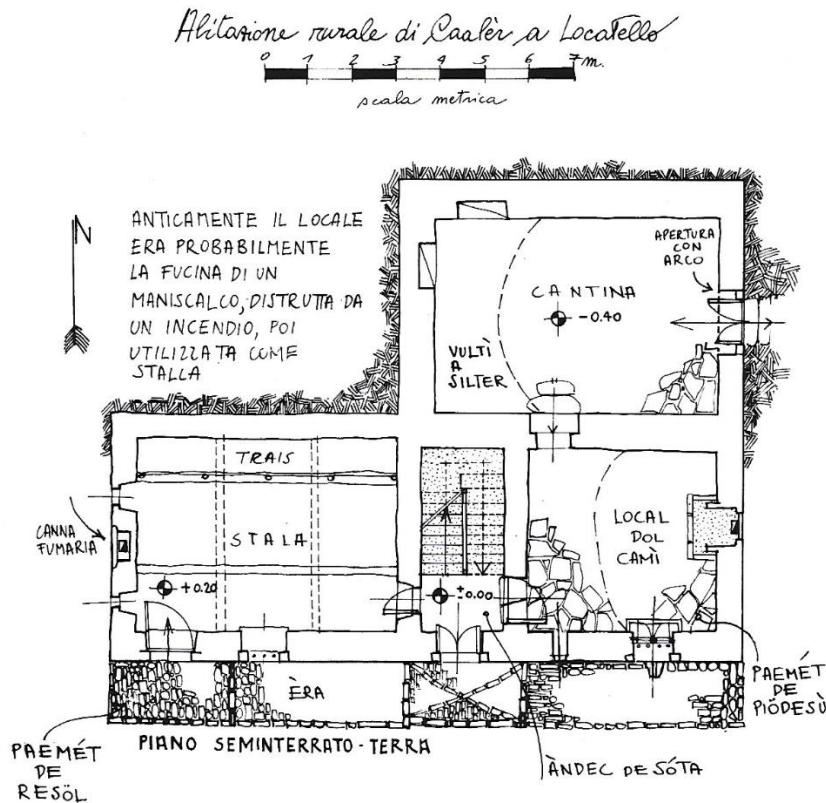 Abitazione rurale di Caalèr a Locatello
0 1 2 3 4 5 6 7 m.
scala metrica
N
ANTICAMENTE IL LOCALE
ERA PROBABILMENTE
LA FUCINA DI UN
MANISCALCO, DISTRUTTA DA
UN INCENDIO, POI
UTILIZZATA COME
STALLA
APERTURA
CON
ARCO
CANTINA
-0.40
VULTÌ
A
SILTER
TRAIS
CANNA
FUMARIA
STALA
LOCAL
DOL
CAMÌ
+0.20
±0.00
ÈRA
PAEMÉT
DE
PIÖDESÙ
PIANO SEMINTERRATO - TERRA
PAEMÉT
DE
RESÖL
ÀNDEC DE SÓTA